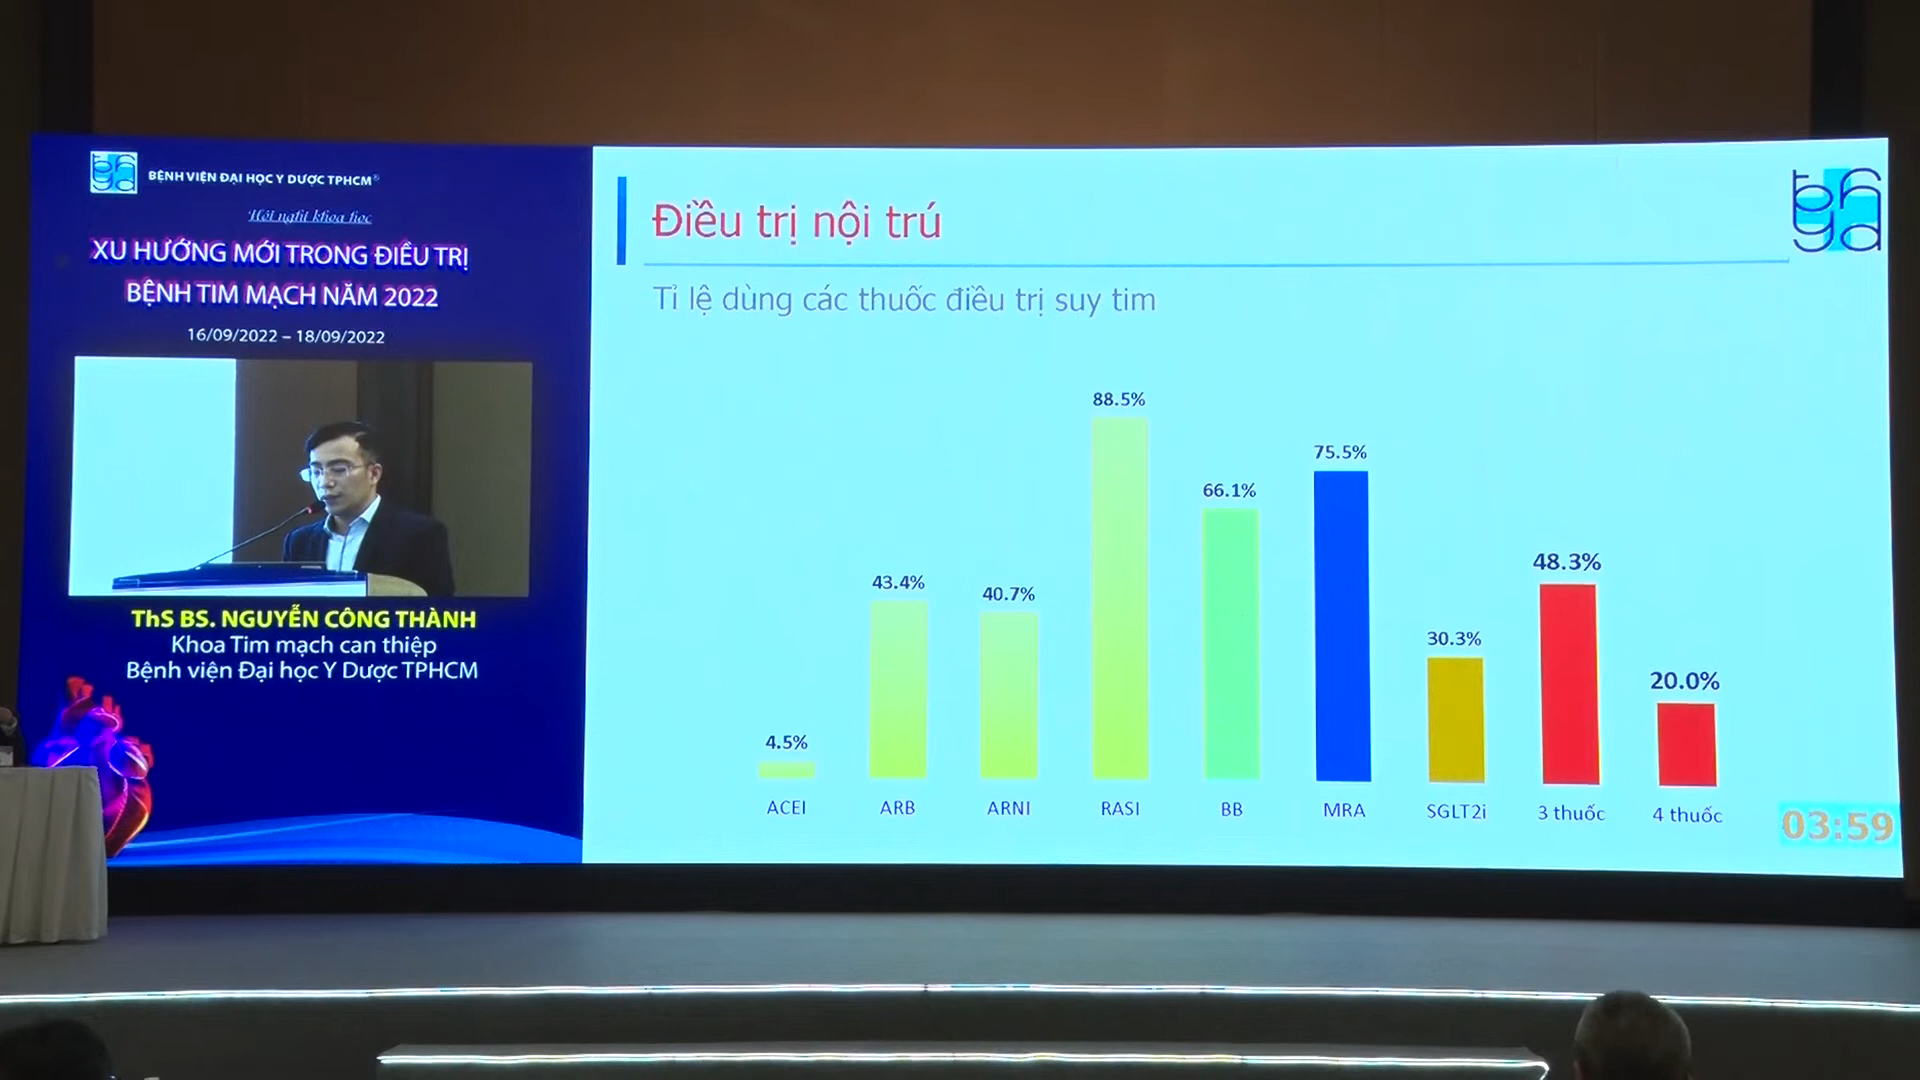 BỆNH VIỆN ĐẠI HỌC Y DƯỢC TPHCM®
Hội nghị khoa học
XU HƯỚNG MỚI TRONG ĐIỀU TRỊ
BỆNH TIM MẠCH NĂM 2022
16/09/2022 – 18/09/2022
ThS BS. NGUYỄN CÔNG THÀNH
Khoa Tim mạch can thiệp
Bệnh viện Đại học Y Dược TPHCM
Điều trị nội trú
Tỉ lệ dùng các thuốc điều trị suy tim
4.5%
43.4%
40.7%
88.5%
66.1%
75.5%
30.3%
48.3%
20.0%
ACEI
ARB
ARNI
RASI
BB
MRA
SGLT2i
3 thuốc
4 thuốc
03:59